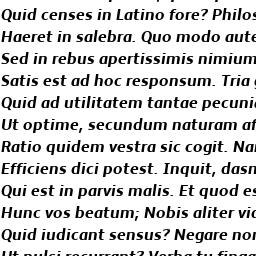 Quid censes in Latino fore? Philos
Haeret in salebra. Quo modo aute
Sed in rebus apertissimis nimium
Satis est ad hoc responsum. Tria
Quid ad utilitatem tantae pecuni
Ut optime, secundum naturam af
Ratio quidem vestra sic cogit. Nam
Efficiens dici potest. Inquit, dasn
Qui est in parvis malis. Et quod es
Hunc vos beatum; Nobis aliter vid
Quid iudicant sensus? Negare non